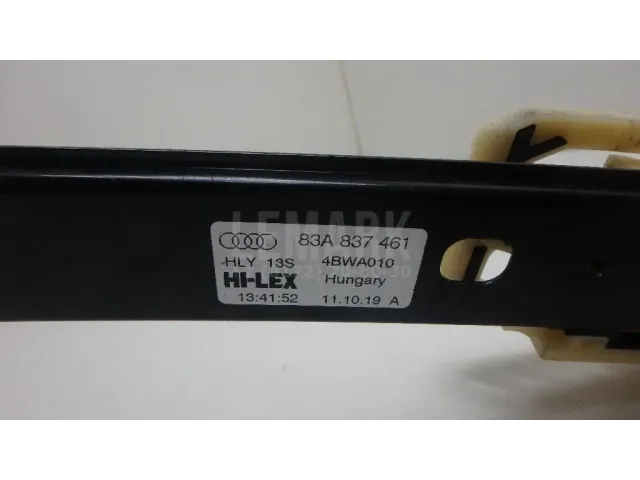 83A 837 461
-HLY 13S 4BWA010
HI-LEX Hungary
13:41:52 11.10.19 A
LEMARK